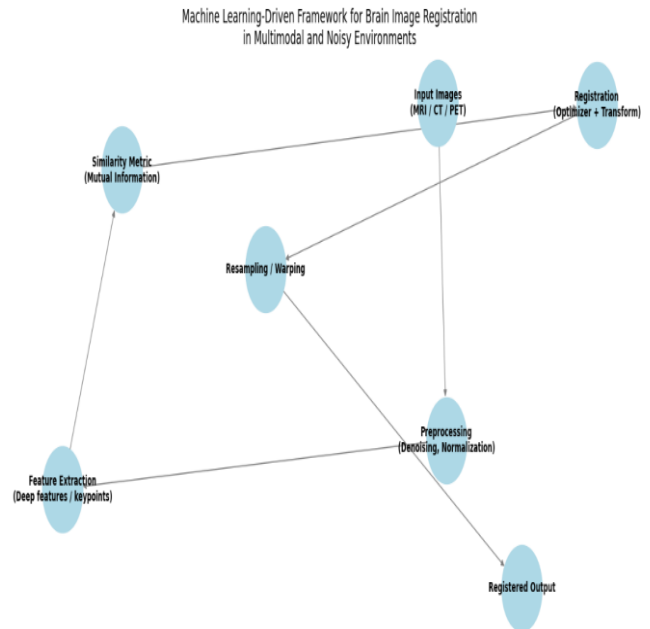 Machine Learning-Driven Framework for Brain Image Registration
in Multimodal and Noisy Environments
Input Images
(MRI / CT / PET)
Registration
(Optimizer + Transform)
Similarity Metric
(Mutual Information)
Resampling / Warping
Preprocessing
(Denoising, Normalization)
Feature Extraction
(Deep features / keypoints)
Registered Output